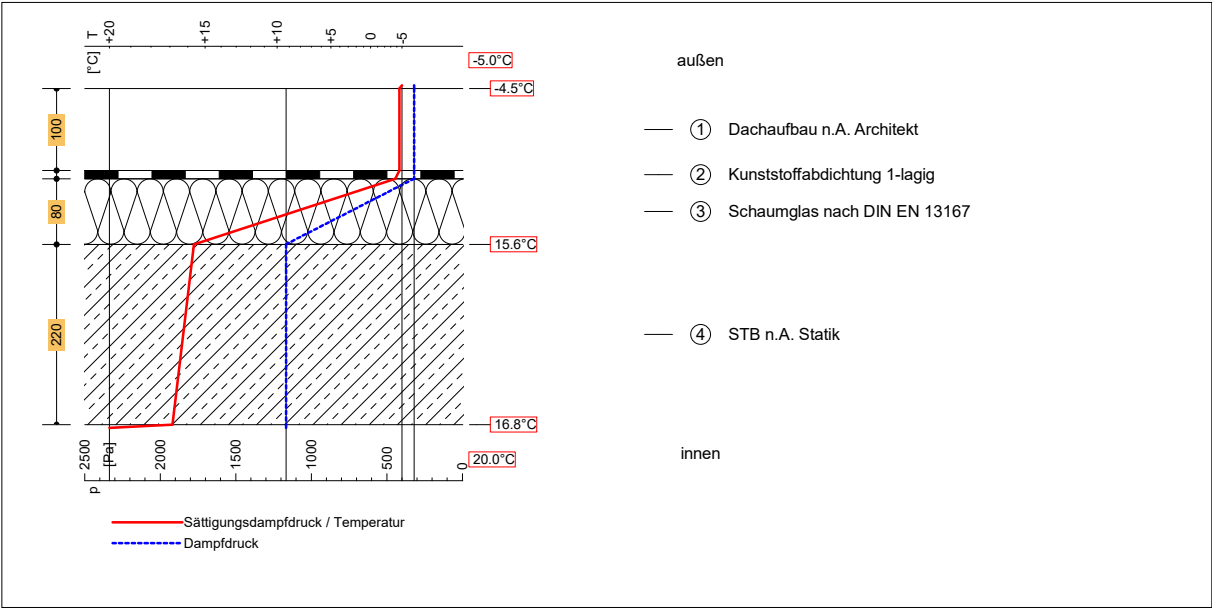 T
[°C]
+20
+15
+10
+5
0
-5
-5.0°C
-4.5°C
100
80
15.6°C
220
16.8°C
20.0°C
2500
[Pa]
2000
1500
1000
500
0
p
Sättigungsdampfdruck / Temperatur
Dampfdruck
außen
1 Dachaufbau n.A. Architekt
2 Kunststoffabdichtung 1-lagig
3 Schaumglas nach DIN EN 13167
4 STB n.A. Statik
innen